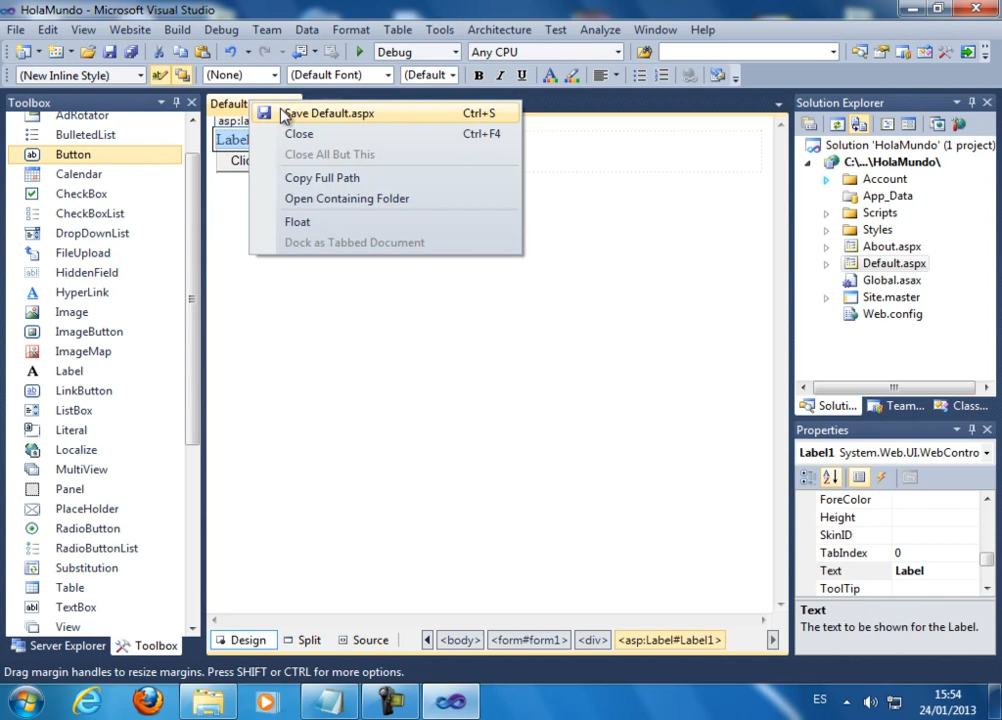 HolaMundo - Microsoft Visual Studio
File Edit View Website Build Debug Team Data Format Table Tools Architecture Test Analyze Window Help
Debug Any CPU
(New Inline Style) (None) (Default Font) (Default B I U A
Toolbox
AdRotator
BulletedList
Button
Calendar
CheckBox
CheckBoxList
DropDownList
FileUpload
HiddenField
HyperLink
Image
ImageButton
ImageMap
Label
LinkButton
ListBox
Literal
Localize
MultiView
Panel
PlaceHolder
RadioButton
RadioButtonList
Substitution
Table
TextBox
View
Server Explorer Toolbox
Default
asp:la
Label
Clic
Save Default.aspx Ctrl+S
Close Ctrl+F4
Close All But This
Copy Full Path
Open Containing Folder
Float
Dock as Tabbed Document
Design Split Source <body> <form#form1> <div> <asp:Label#Label1>
Solution Explorer
Solution 'HolaMundo' (1 project)
C:\...\HolaMundo\
Account
App_Data
Scripts
Styles
About.aspx
Default.aspx
Global.asax
Site.master
Web.config
Soluti... Team... Class...
Properties
Label1 System.Web.UI.WebContro
ForeColor
Height
SkinID
TabIndex 0
Text Label
ToolTip
Text
The text to be shown for the Label.
Drag margin handles to resize margins. Press SHIFT or CTRL for more options.
ES
15:54
24/01/2013